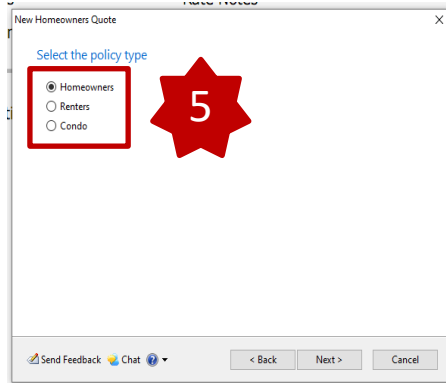 Rate Notes
New Homeowners Quote
Select the policy type
Homeowners
Renters
Condo
5
Send Feedback Chat
< Back Next > Cancel